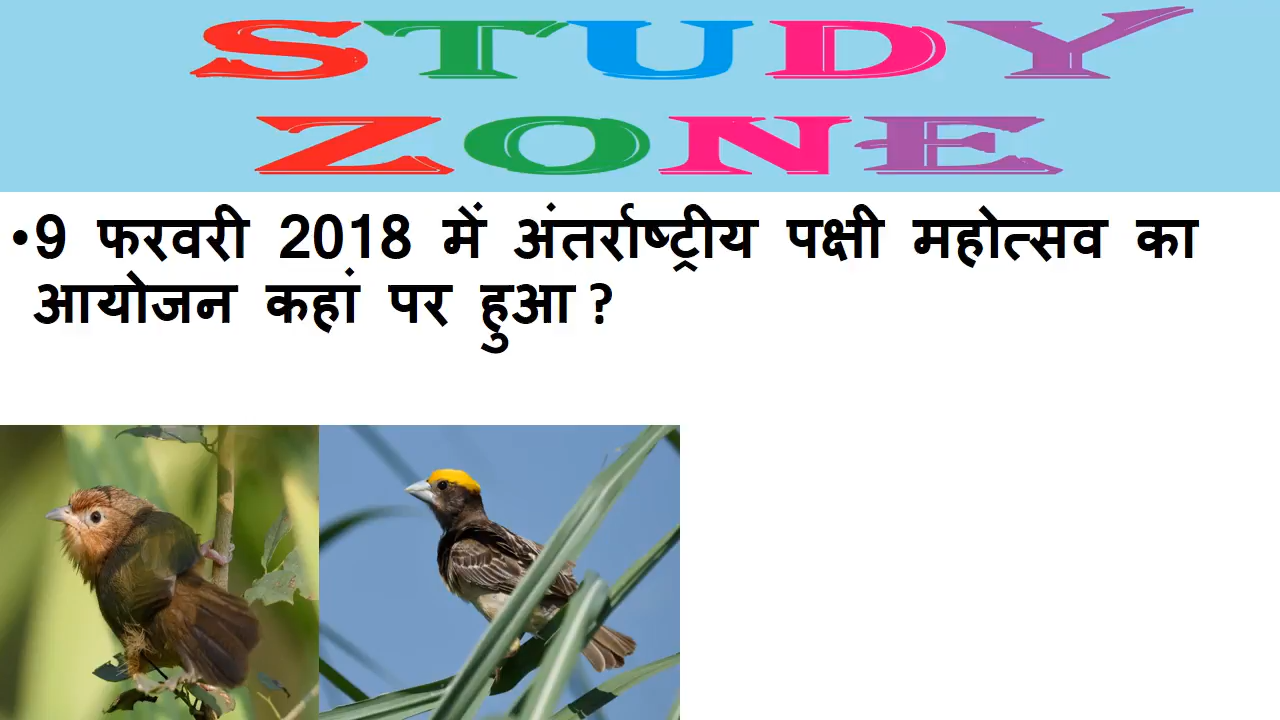 STUDY
ZONE
•9 फरवरी 2018 में अंतर्राष्ट्रीय पक्षी महोत्सव का
आयोजन कहां पर हुआ ?